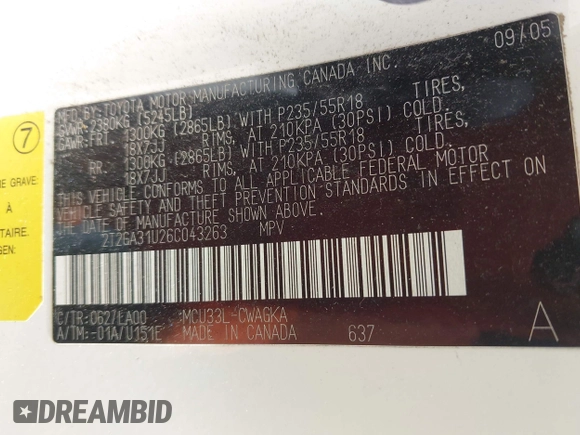 09/05
MFD BY: TOYOTA MOTOR MANUFACTURING CANADA INC.
GVWR: 2380KG (5245LB)
GAWR: FRT. 1300KG (2865LB) WITH P235/55R18 TIRES,
18X7JJ RIMS, AT 210KPA (30PSI) COLD.
RR. 1300KG (2865LB) WITH P235/55R18 TIRES,
18X7JJ RIMS, AT 210KPA (30PSI) COLD.
THIS VEHICLE CONFORMS TO ALL APPLICABLE FEDERAL MOTOR
VEHICLE SAFETY AND THEFT PREVENTION STANDARDS IN EFFECT ON
THE DATE OF MANUFACTURE SHOWN ABOVE.
2T2GA31U26C043263 MPV
C/TR: 062/LA00 MCU33L-CWAGKA
A/TM: -01A/U151E MADE IN CANADA 637 A
7
E GRAVE:
À
TAIRE.
GEN:
DREAMBID